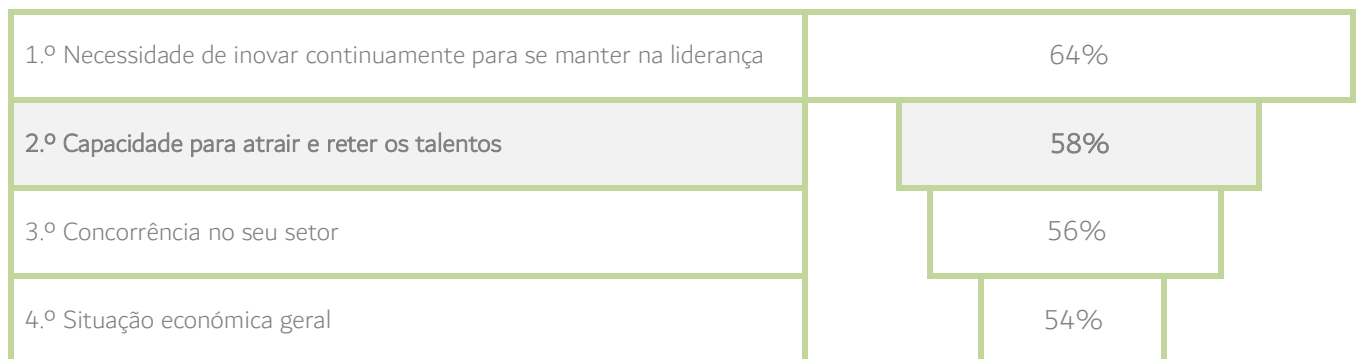 1.º Necessidade de inovar continuamente para se manter na liderança 64%
2.º Capacidade para atrair e reter os talentos 58%
3.º Concorrência no seu setor 56%
4.º Situação económica geral 54%